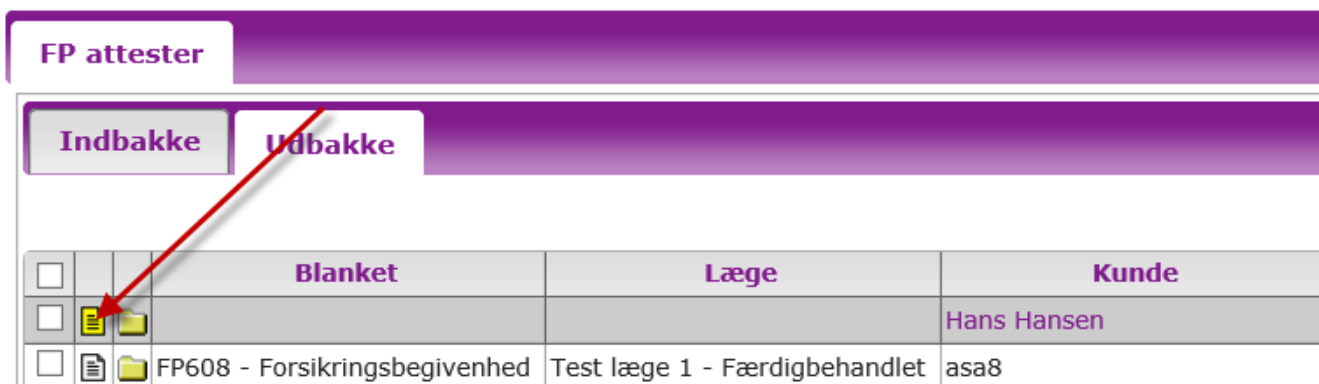 FP attester
Indbakke Udbakke
Blanket Læge Kunde
Hans Hansen
FP608 - Forsikringsbegivenhed Test læge 1 - Færdigbehandlet asa8